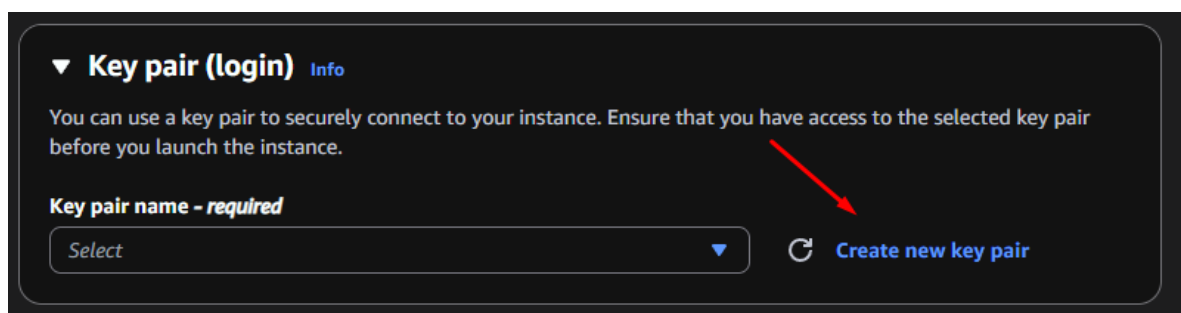 Key pair (login) Info
You can use a key pair to securely connect to your instance. Ensure that you have access to the selected key pair
before you launch the instance.
Key pair name - required
Select
Create new key pair